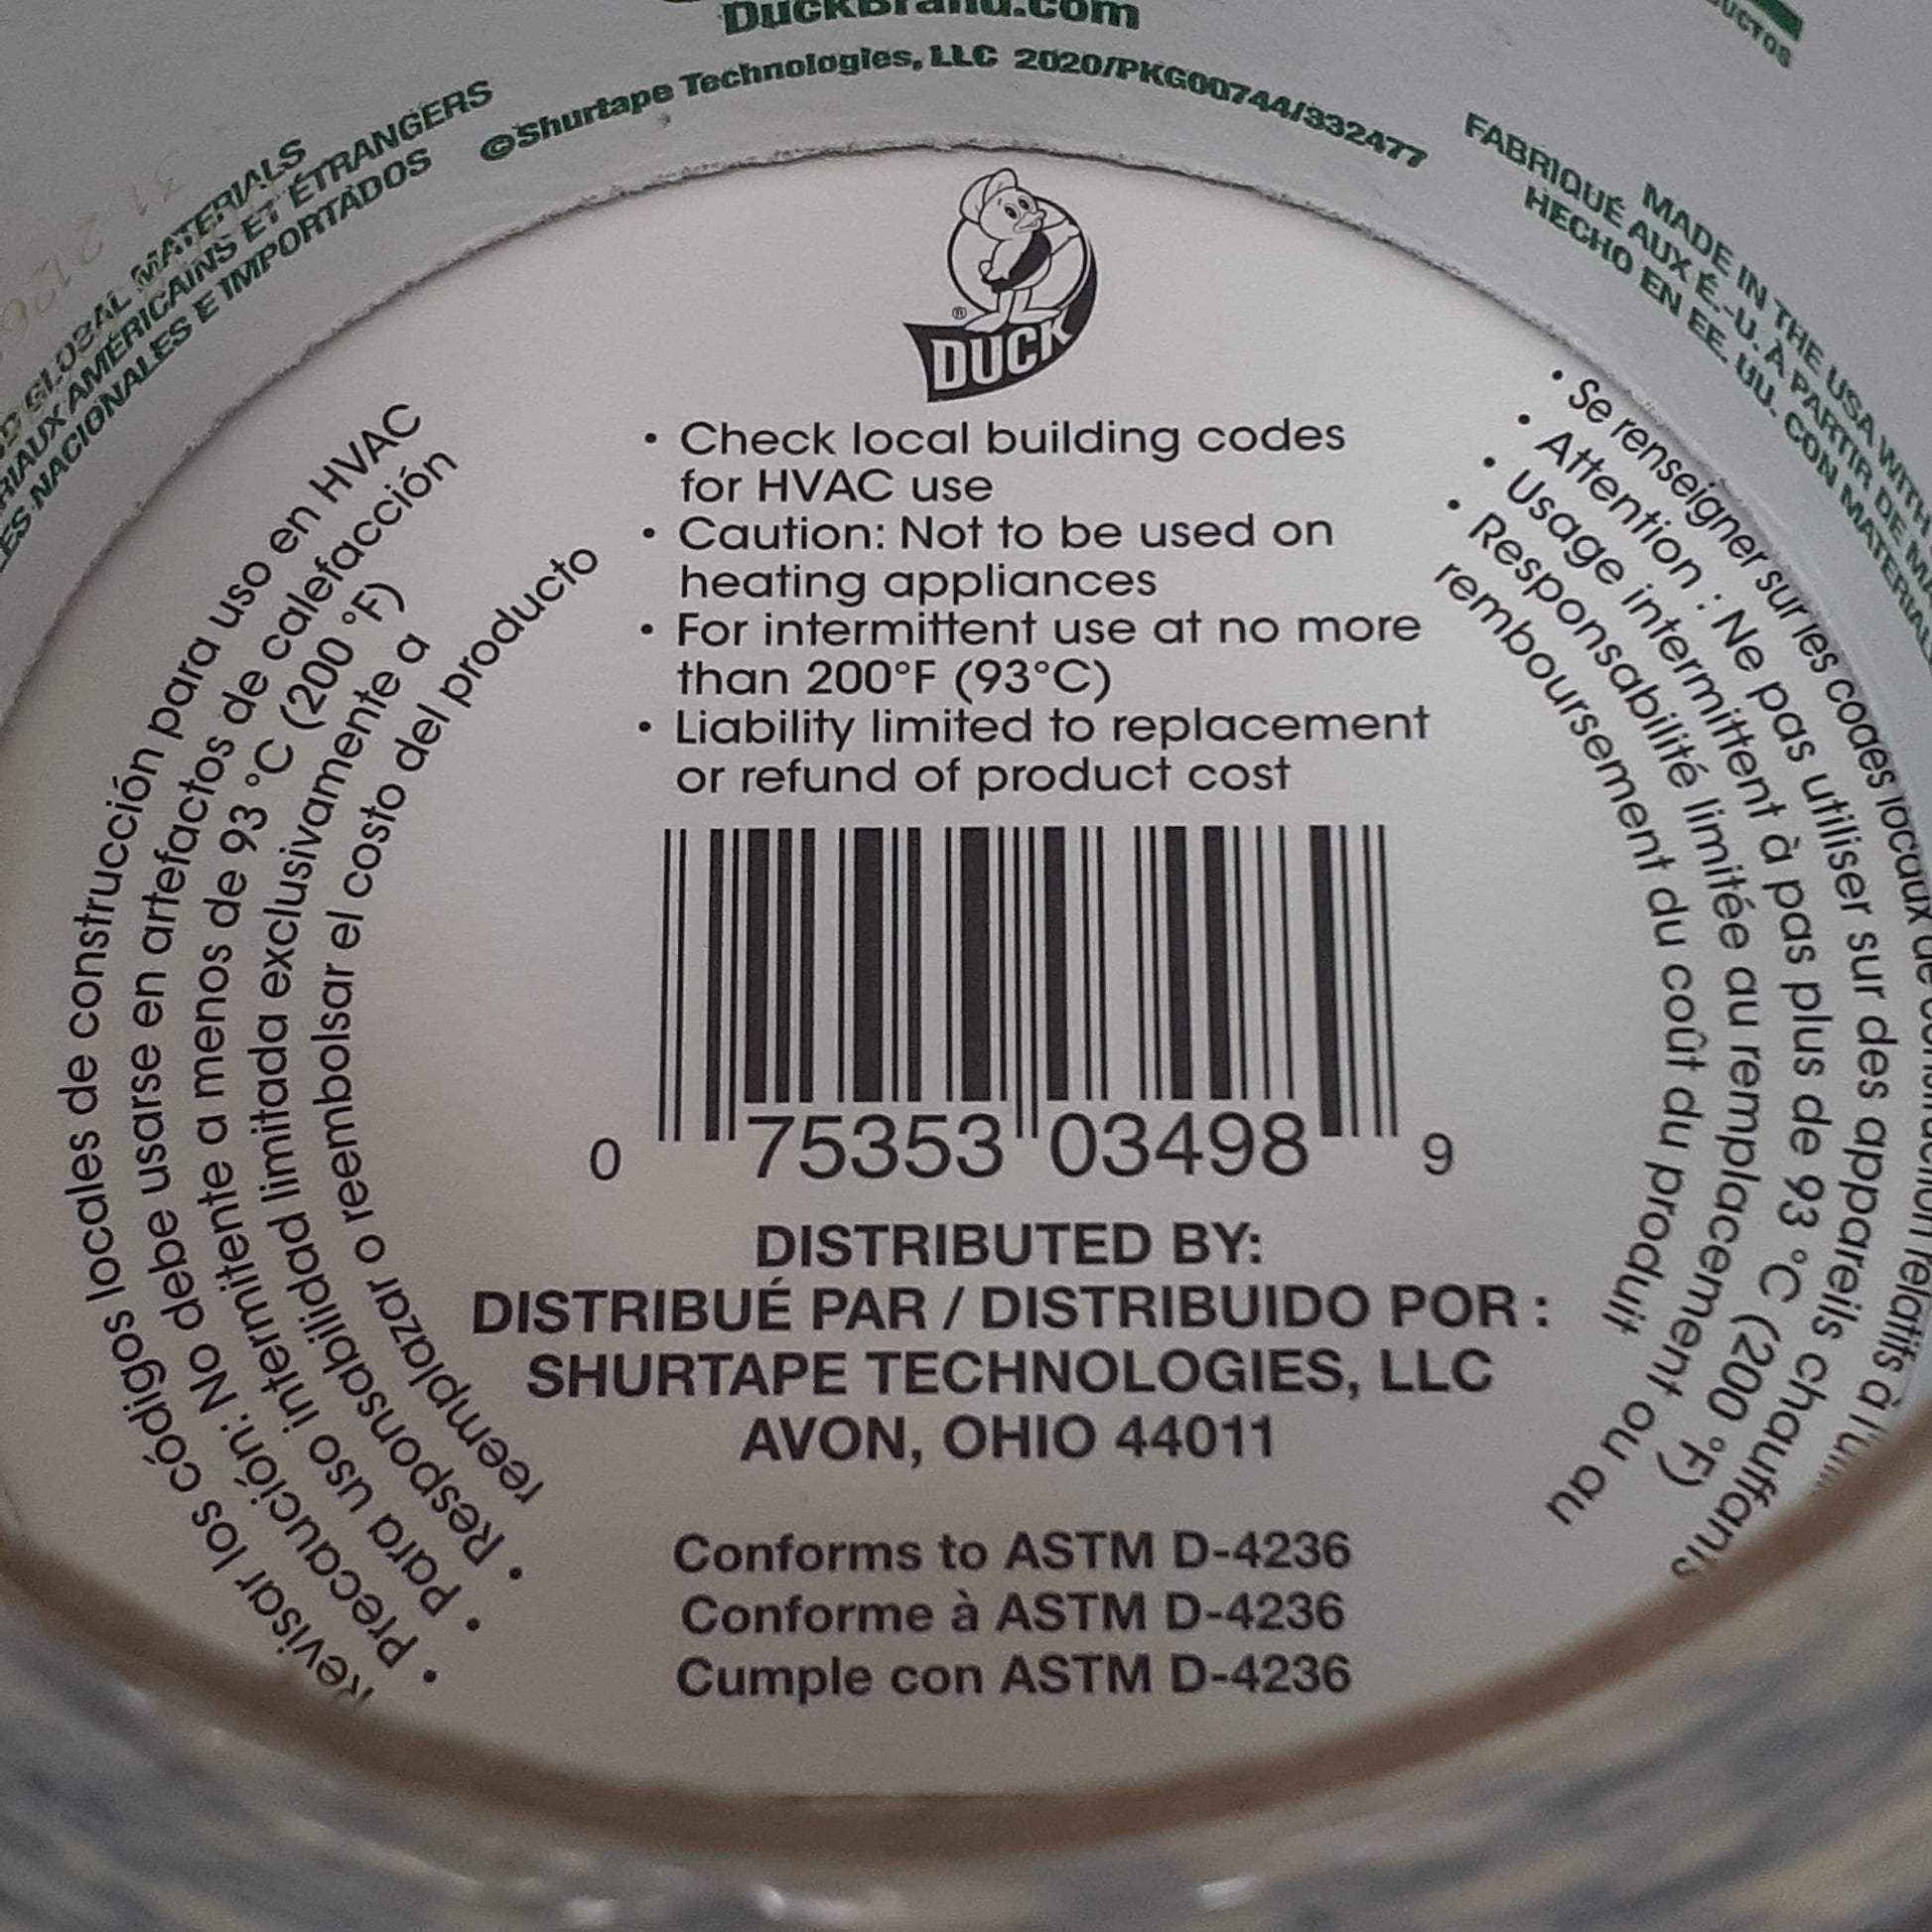 DuckBrand.com
©Shurtape Technologies, LLC 2020/PKG00744/332477
GLOBAL MATERIALS
AMÉRICAINS ET ÉTRANGERS
NACIONALES E IMPORTADOS
MADE IN THE USA WITH
FABRIQUÉ AUX É.-U. À PARTIR DE
HECHO EN EE. UU. CON
® DUCK
• Check local building codes
for HVAC use
• Caution: Not to be used on
heating appliances
• For intermittent use at no more
than 200°F (93°C)
• Liability limited to replacement
or refund of product cost
0 75353 03498 9
DISTRIBUTED BY:
DISTRIBUÉ PAR / DISTRIBUIDO POR :
SHURTAPE TECHNOLOGIES, LLC
AVON, OHIO 44011
Conforms to ASTM D-4236
Conforme à ASTM D-4236
Cumple con ASTM D-4236
Revisar los códigos locales de construcción para uso en HVAC
• Precaución: No debe usarse en artefactos de calefacción
• Para uso intermitente a menos de 93 °C (200 °F)
• Responsabilidad limitada exclusivamente a
reemplazar o reembolsar el costo del producto
• Se renseigner sur les codes locaux de construction relatifs à
• Attention : Ne pas utiliser sur des appareils chauffants
• Usage intermittent à pas plus de 93 °C (200 °F)
• Responsabilité limitée au remplacement ou au
remboursement du coût du produit